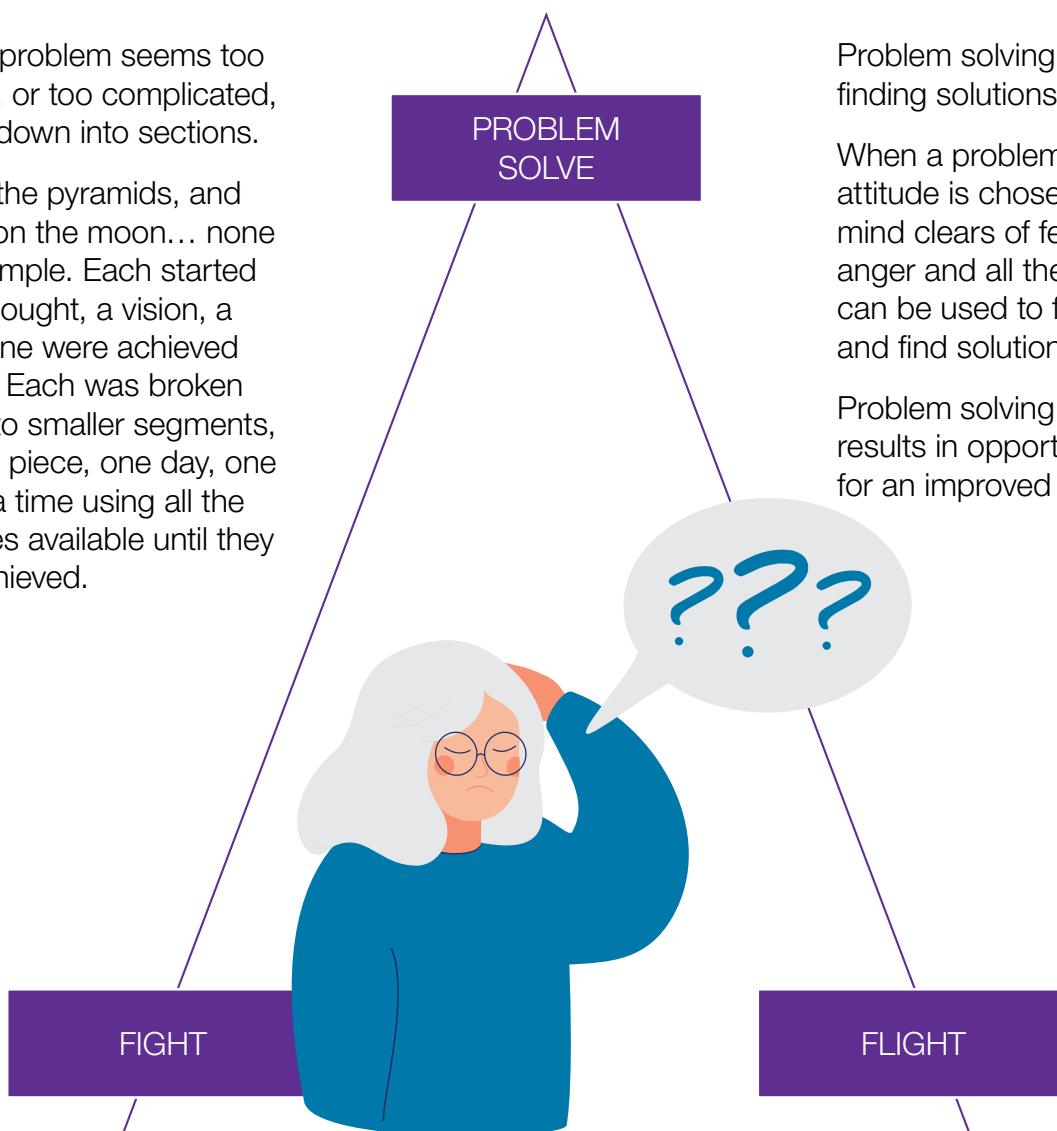 problem seems too
or too complicated,
down into sections.
the pyramids, and
on the moon… none
mple. Each started
ought, a vision, a
ne were achieved
Each was broken
to smaller segments,
piece, one day, one
a time using all the
es available until they
hieved.
PROBLEM
SOLVE
Problem solving
finding solutions
When a problem
attitude is chose
mind clears of fe
anger and all the
can be used to f
and find solution
Problem solving
results in opport
for an improved
???
FIGHT
FLIGHT